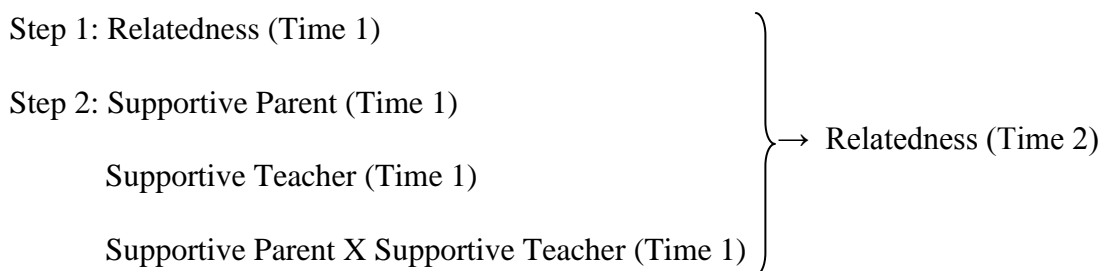 Step 1: Relatedness (Time 1)
Step 2: Supportive Parent (Time 1)
→ Relatedness (Time 2)
Supportive Teacher (Time 1)
Supportive Parent X Supportive Teacher (Time 1)